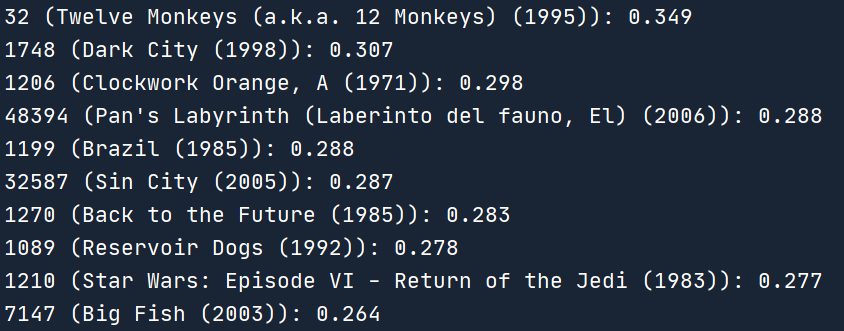 32 (Twelve Monkeys (a.k.a. 12 Monkeys) (1995)): 0.349
1748 (Dark City (1998)): 0.307
1206 (Clockwork Orange, A (1971)): 0.298
48394 (Pan's Labyrinth (Laberinto del fauno, El) (2006)): 0.288
1199 (Brazil (1985)): 0.288
32587 (Sin City (2005)): 0.287
1270 (Back to the Future (1985)): 0.283
1089 (Reservoir Dogs (1992)): 0.278
1210 (Star Wars: Episode VI - Return of the Jedi (1983)): 0.277
7147 (Big Fish (2003)): 0.264